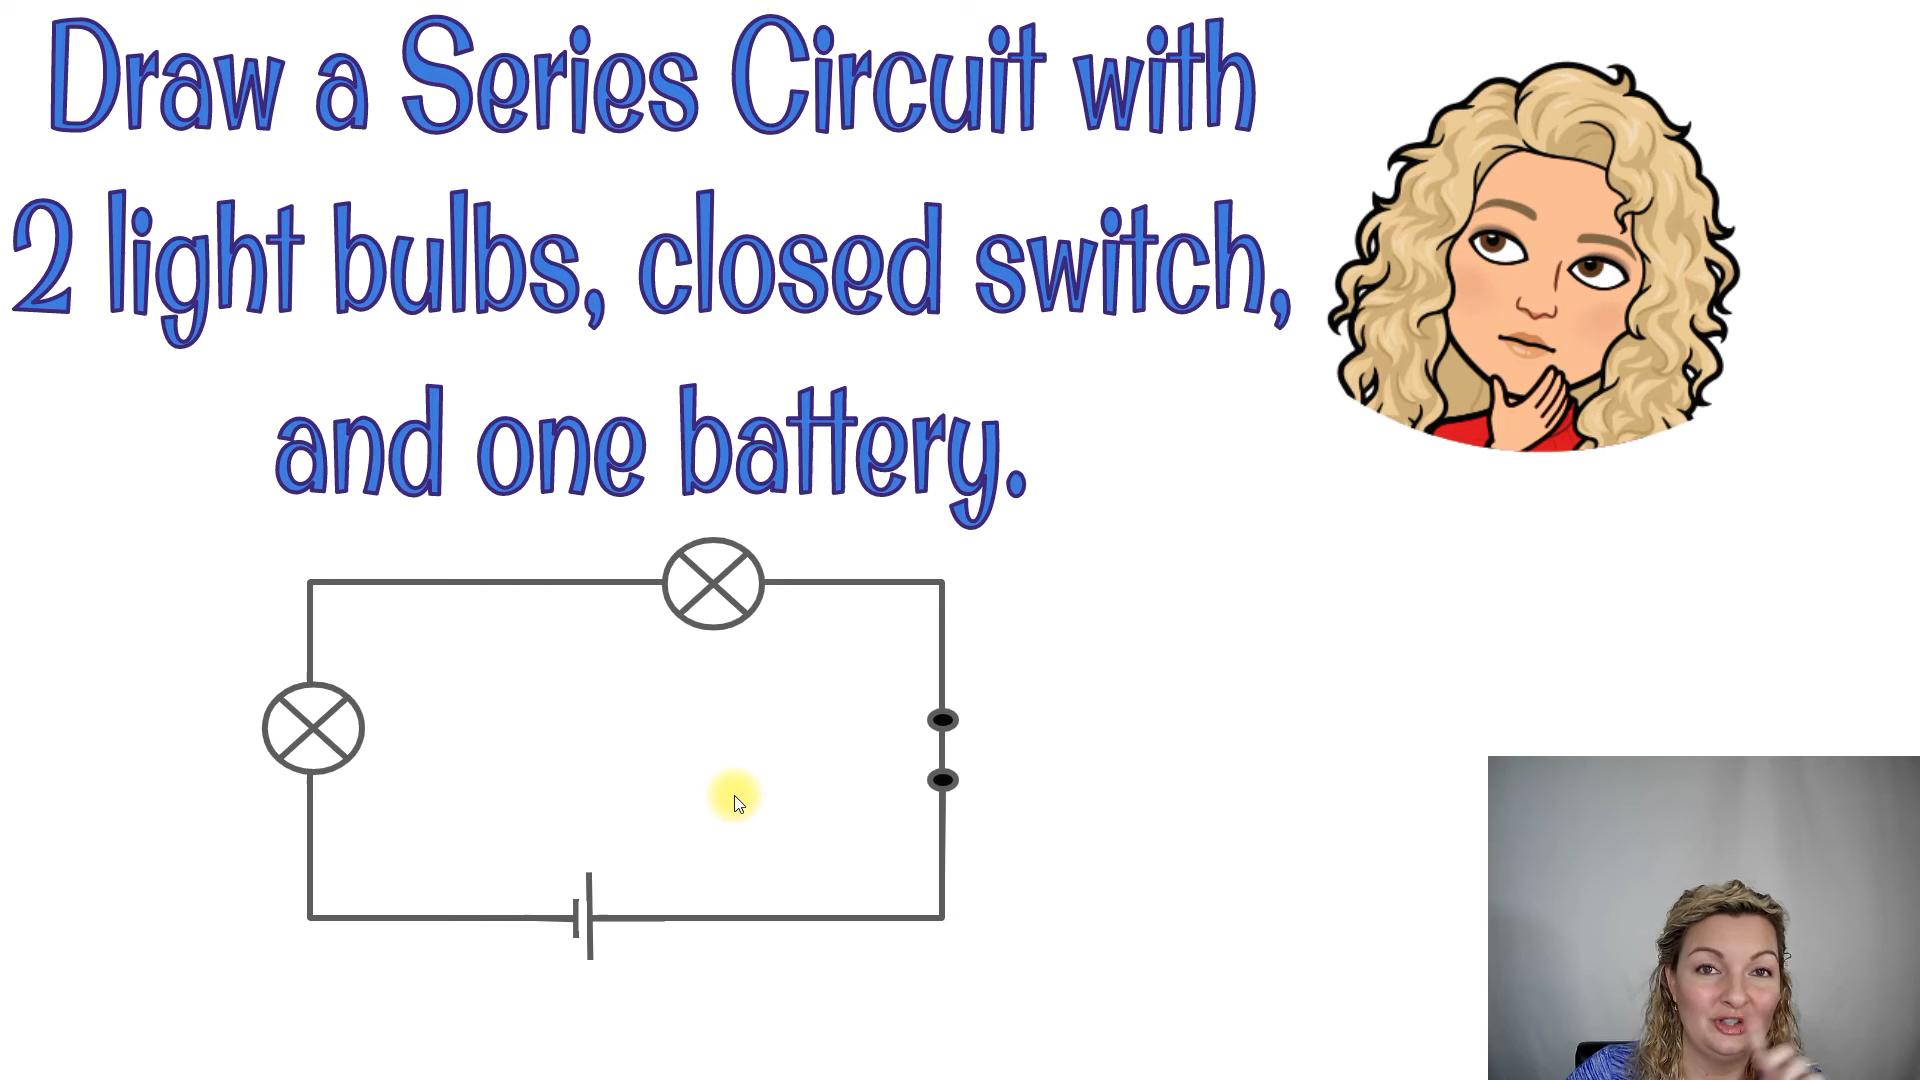 Draw a Series Circuit with
2 light bulbs, closed switch,
and one battery.